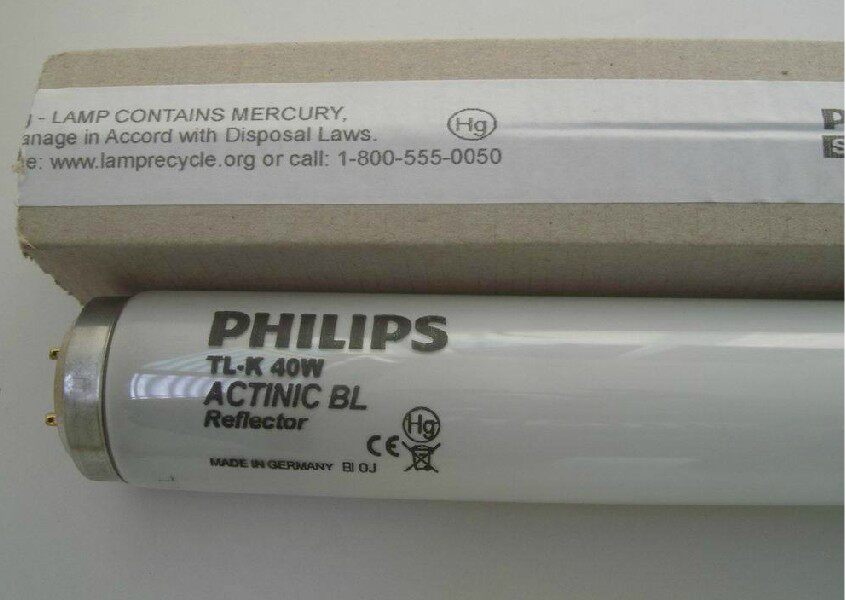 - LAMP CONTAINS MERCURY,
in Accord with Disposal Laws.
www.lamprecycle.org or call: 1-800-555-0050
Hg
PHILIPS
TL-K 40W
ACTINIC BL
Reflector
Hg
CE
MADE IN GERMANY